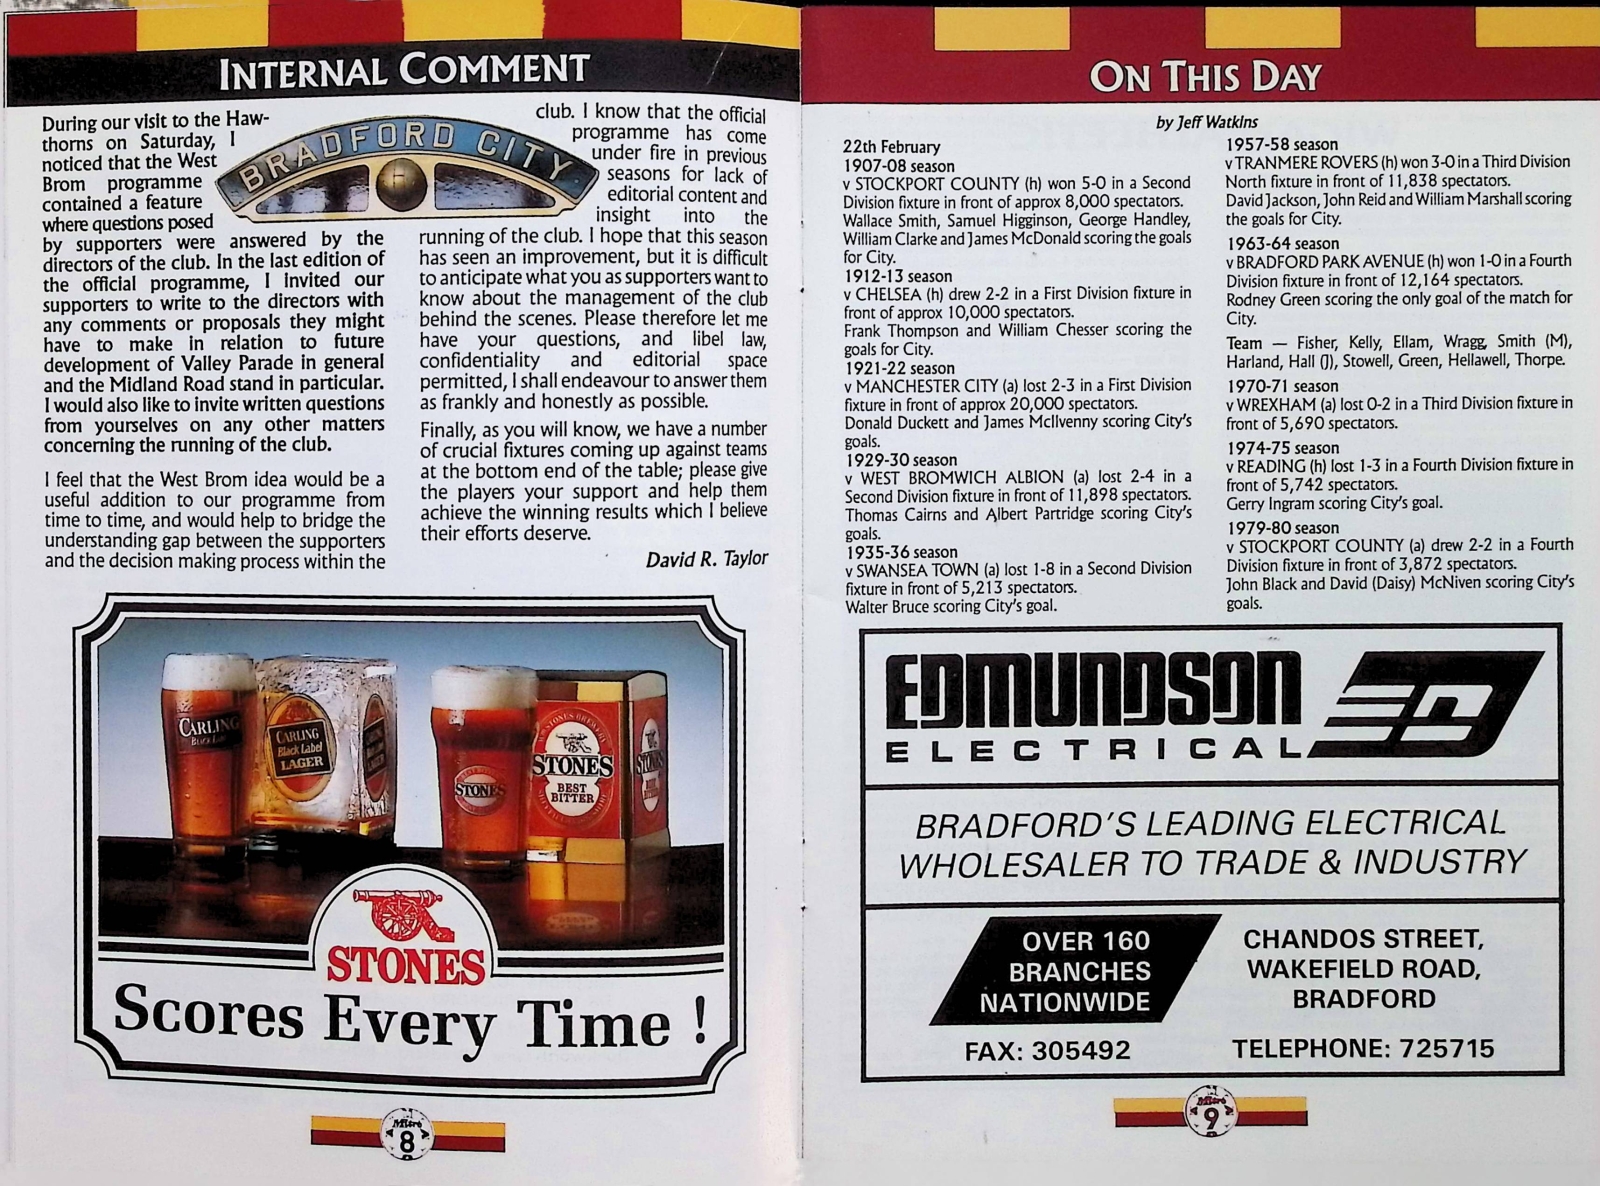 INTERNAL COMMENT
During our visit to the Haw-
thorns on Saturday, I
noticed that the West
Brom programme
contained a feature
where questions posed
by supporters were answered by the
directors of the club. In the last edition of
the official programme, I invited our
supporters to write to the directors with
any comments or proposals they might
have to make in relation to future
development of Valley Parade in general
and the Midland Road stand in particular.
I would also like to invite written questions
from yourselves on any other matters
concerning the running of the club.
I feel that the West Brom idea would be a
useful addition to our programme from
time to time, and would help to bridge the
understanding gap between the supporters
and the decision making process within the
BRADFORD CITY
club. I know that the official
programme has come
under fire in previous
seasons for lack of
editorial content and
insight into the
running of the club. I hope that this season
has seen an improvement, but it is difficult
to anticipate what you as supporters want to
know about the management of the club
behind the scenes. Please therefore let me
have your questions, and libel law,
confidentiality and editorial space
permitted, I shall endeavour to answer them
as frankly and honestly as possible.
Finally, as you will know, we have a number
of crucial fixtures coming up against teams
at the bottom end of the table; please give
the players your support and help them
achieve the winning results which I believe
their efforts deserve.
David R. Taylor
CARLING
Black Label
CARLING
Black Label
LAGER
STONES
STONES
BEST
BITTER
STONES
STONES
Scores Every Time !
Mitre
8
ON THIS DAY
by Jeff Watkins
22th February
1907-08 season
v STOCKPORT COUNTY (h) won 5-0 in a Second
Division fixture in front of approx 8,000 spectators.
Wallace Smith, Samuel Higginson, George Handley,
William Clarke and James McDonald scoring the goals
for City.
1912-13 season
v CHELSEA (h) drew 2-2 in a First Division fixture in
front of approx 10,000 spectators.
Frank Thompson and William Chesser scoring the
goals for City.
1921-22 season
v MANCHESTER CITY (a) lost 2-3 in a First Division
fixture in front of approx 20,000 spectators.
Donald Duckett and James McIlvenny scoring City's
goals.
1929-30 season
v WEST BROMWICH ALBION (a) lost 2-4 in a
Second Division fixture in front of 11,898 spectators.
Thomas Cairns and Albert Partridge scoring City's
goals.
1935-36 season
v SWANSEA TOWN (a) lost 1-8 in a Second Division
fixture in front of 5,213 spectators.
Walter Bruce scoring City's goal.
1957-58 season
v TRANMERE ROVERS (h) won 3-0 in a Third Division
North fixture in front of 11,838 spectators.
David Jackson, John Reid and William Marshall scoring
the goals for City.
1963-64 season
v BRADFORD PARK AVENUE (h) won 1-0 in a Fourth
Division fixture in front of 12,164 spectators.
Rodney Green scoring the only goal of the match for
City.
Team — Fisher, Kelly, Ellam, Wragg, Smith (M),
Harland, Hall (J), Stowell, Green, Hellawell, Thorpe.
1970-71 season
v WREXHAM (a) lost 0-2 in a Third Division fixture in
front of 5,690 spectators.
1974-75 season
v READING (h) lost 1-3 in a Fourth Division fixture in
front of 5,742 spectators.
Gerry Ingram scoring City's goal.
1979-80 season
v STOCKPORT COUNTY (a) drew 2-2 in a Fourth
Division fixture in front of 3,872 spectators.
John Black and David (Daisy) McNiven scoring City's
goals.
EDMUNDSON
ELECTRICAL
BRADFORD'S LEADING ELECTRICAL
WHOLESALER TO TRADE & INDUSTRY
OVER 160
BRANCHES
NATIONWIDE
CHANDOS STREET,
WAKEFIELD ROAD,
BRADFORD
FAX: 305492
TELEPHONE: 725715
Mitre
9